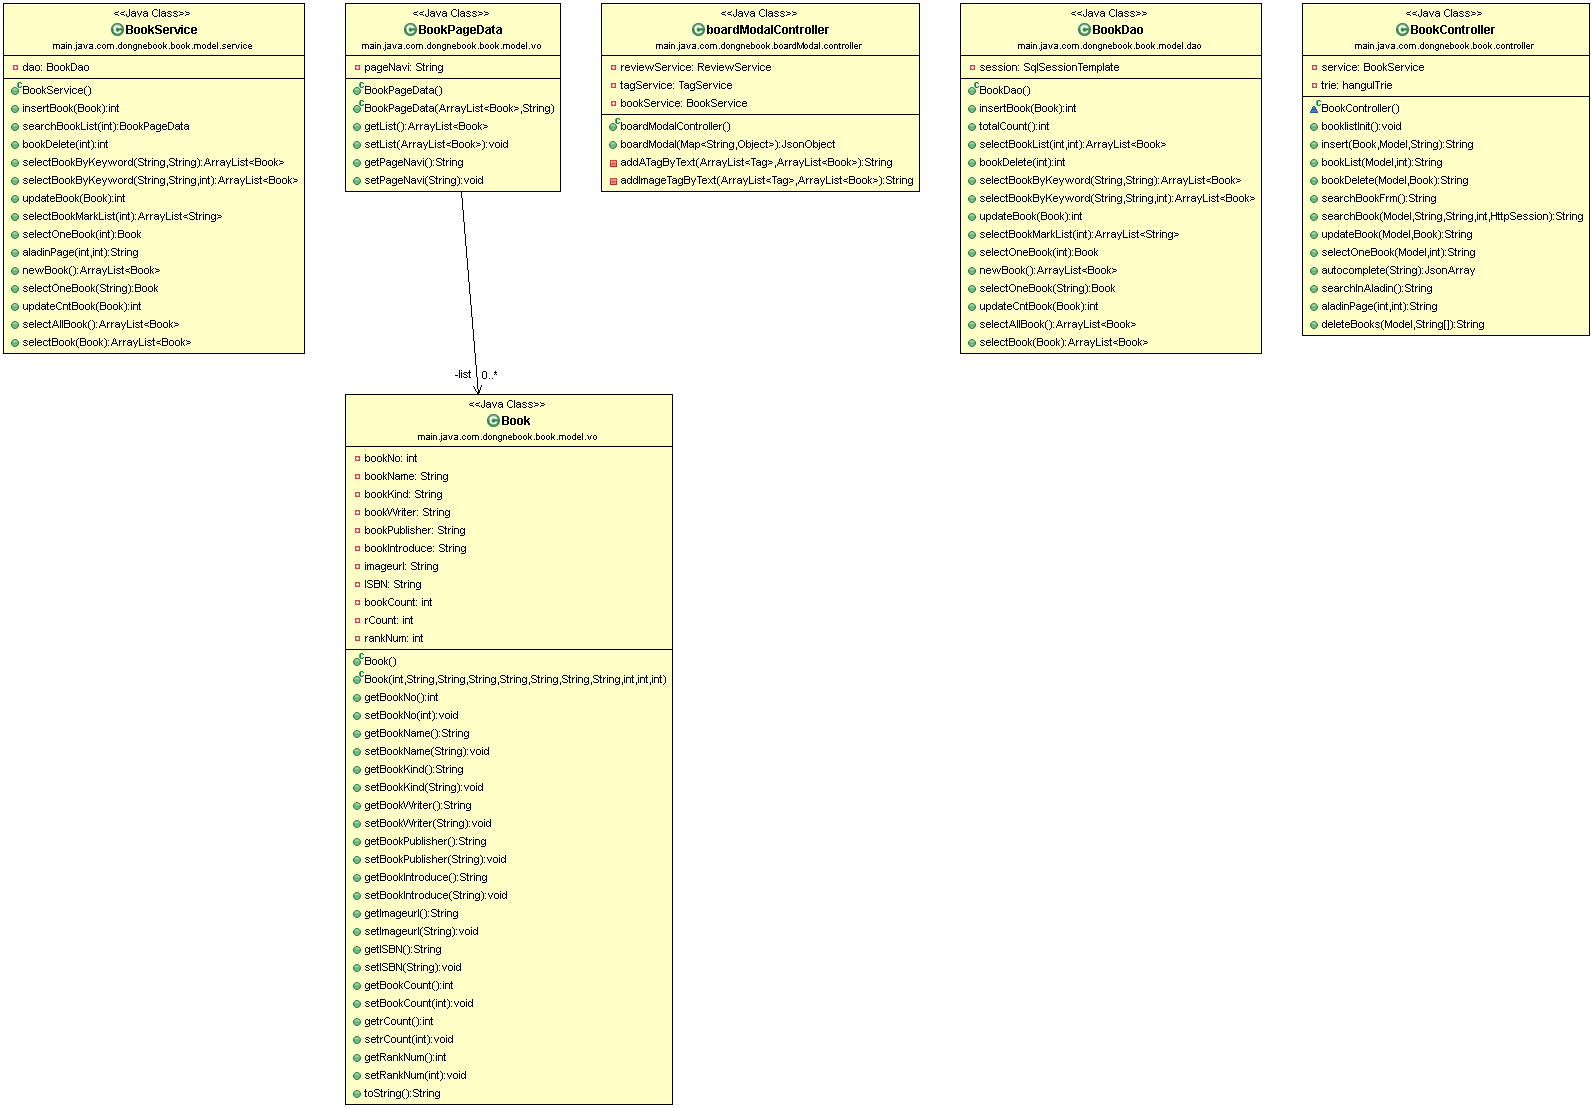 <<Java Class>>
BookService
main.java.com.dongnebook.book.model.service
dao: BookDao
BookService()
insertBook(Book):int
searchBookList(int):BookPageData
bookDelete(int):int
selectBookByKeyword(String,String):ArrayList<Book>
selectBookByKeyword(String,String,int):ArrayList<Book>
updateBook(Book):int
selectBookMarkList(int):ArrayList<String>
selectOneBook(int):Book
aladinPage(int,int):String
newBook():ArrayList<Book>
selectOneBook(String):Book
updateCntBook(Book):int
selectAllBook():ArrayList<Book>
selectBook(Book):ArrayList<Book>
<<Java Class>>
BookPageData
main.java.com.dongnebook.book.model.vo
pageNavi: String
BookPageData()
BookPageData(ArrayList<Book>,String)
getList():ArrayList<Book>
setList(ArrayList<Book>):void
getPageNavi():String
setPageNavi(String):void
<<Java Class>>
boardModalController
main.java.com.dongnebook.boardModal.controller
reviewService: ReviewService
tagService: TagService
bookService: BookService
boardModalController()
boardModal(Map<String,Object>):JsonObject
addATagByText(ArrayList<Tag>,ArrayList<Book>):String
addImageTagByText(ArrayList<Tag>,ArrayList<Book>):String
<<Java Class>>
BookDao
main.java.com.dongnebook.book.model.dao
session: SqlSessionTemplate
BookDao()
insertBook(Book):int
totalCount():int
selectBookList(int,int):ArrayList<Book>
bookDelete(int):int
selectBookByKeyword(String,String):ArrayList<Book>
selectBookByKeyword(String,String,int):ArrayList<Book>
updateBook(Book):int
selectBookMarkList(int):ArrayList<String>
selectOneBook(int):Book
newBook():ArrayList<Book>
selectOneBook(String):Book
updateCntBook(Book):int
selectAllBook():ArrayList<Book>
selectBook(Book):ArrayList<Book>
<<Java Class>>
BookController
main.java.com.dongnebook.book.controller
service: BookService
trie: hangulTrie
BookController()
booklistInit():void
insert(Book,Model,String):String
bookList(Model,int):String
bookDelete(Model,Book):String
searchBookFrm():String
searchBook(Model,String,String,int,HttpSession):String
updateBook(Model,Book):String
selectOneBook(Model,int):String
autocomplete(String):JsonArray
searchInAladin():String
aladinPage(int,int):String
deleteBooks(Model,String[]):String
-list 0..*
<<Java Class>>
Book
main.java.com.dongnebook.book.model.vo
bookNo: int
bookName: String
bookKind: String
bookWriter: String
bookPublisher: String
bookIntroduce: String
imageurl: String
ISBN: String
bookCount: int
rCount: int
rankNum: int
Book()
Book(int,String,String,String,String,String,String,String,int,int,int)
getBookNo():int
setBookNo(int):void
getBookName():String
setBookName(String):void
getBookKind():String
setBookKind(String):void
getBookWriter():String
setBookWriter(String):void
getBookPublisher():String
setBookPublisher(String):void
getBookIntroduce():String
setBookIntroduce(String):void
getImageurl():String
setImageurl(String):void
getISBN():String
setISBN(String):void
getBookCount():int
setBookCount(int):void
getrCount():int
setrCount(int):void
getRankNum():int
setRankNum(int):void
toString():String